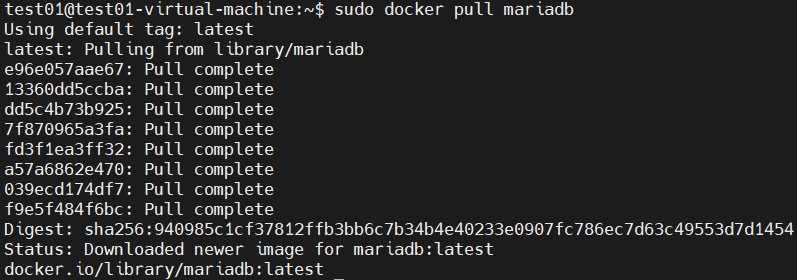 test01@test01-virtual-machine:~$ sudo docker pull mariadb
Using default tag: latest
latest: Pulling from library/mariadb
e96e057aae67: Pull complete
13360dd5ccba: Pull complete
dd5c4b73b925: Pull complete
7f870965a3fa: Pull complete
fd3f1ea3ff32: Pull complete
a57a6862e470: Pull complete
039ecd174df7: Pull complete
f9e5f484f6bc: Pull complete
Digest: sha256:940985c1cf37812ffb3bb6c7b34b4e40233e0907fc786ec7d63c49553d7d1454
Status: Downloaded newer image for mariadb:latest
docker.io/library/mariadb:latest